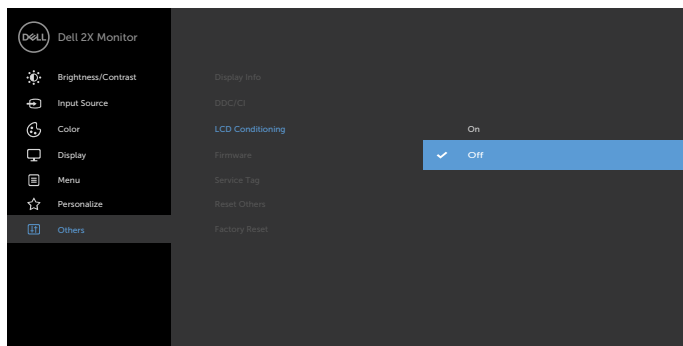 DELL Dell 2X Monitor
Brightness/Contrast
Input Source
Color
Display
Menu
Personalize
Others
Display Info
DDC/CI
LCD Conditioning
Firmware
Service Tag
Reset Others
Factory Reset
On
Off